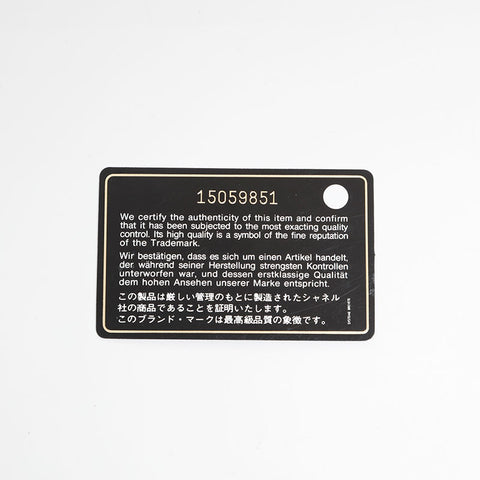 15059851
We certify the authenticity of this item and confirm
that it has been subjected to the most exacting quality
control. Its high quality is a symbol of the fine reputation
of the Trademark.
Wir bestätigen, dass es sich um einen Artikel handelt,
der während seiner Herstellung strengsten Kontrollen
unterworfen war, und dessen erstklassige Qualität
dem hohen Ansehen unserer Marke entspricht.
この製品は厳しい管理のもとに製造されたシャネル
社の商品であることを証明いたします。
このブランド・マークは最高級品質の象徴です。